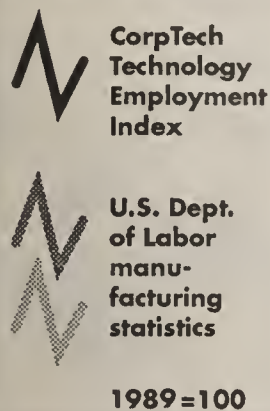 CorpTech
Technology
Employment
Index
U.S. Dept.
of Labor
manu-
facturing
statistics
1989=100